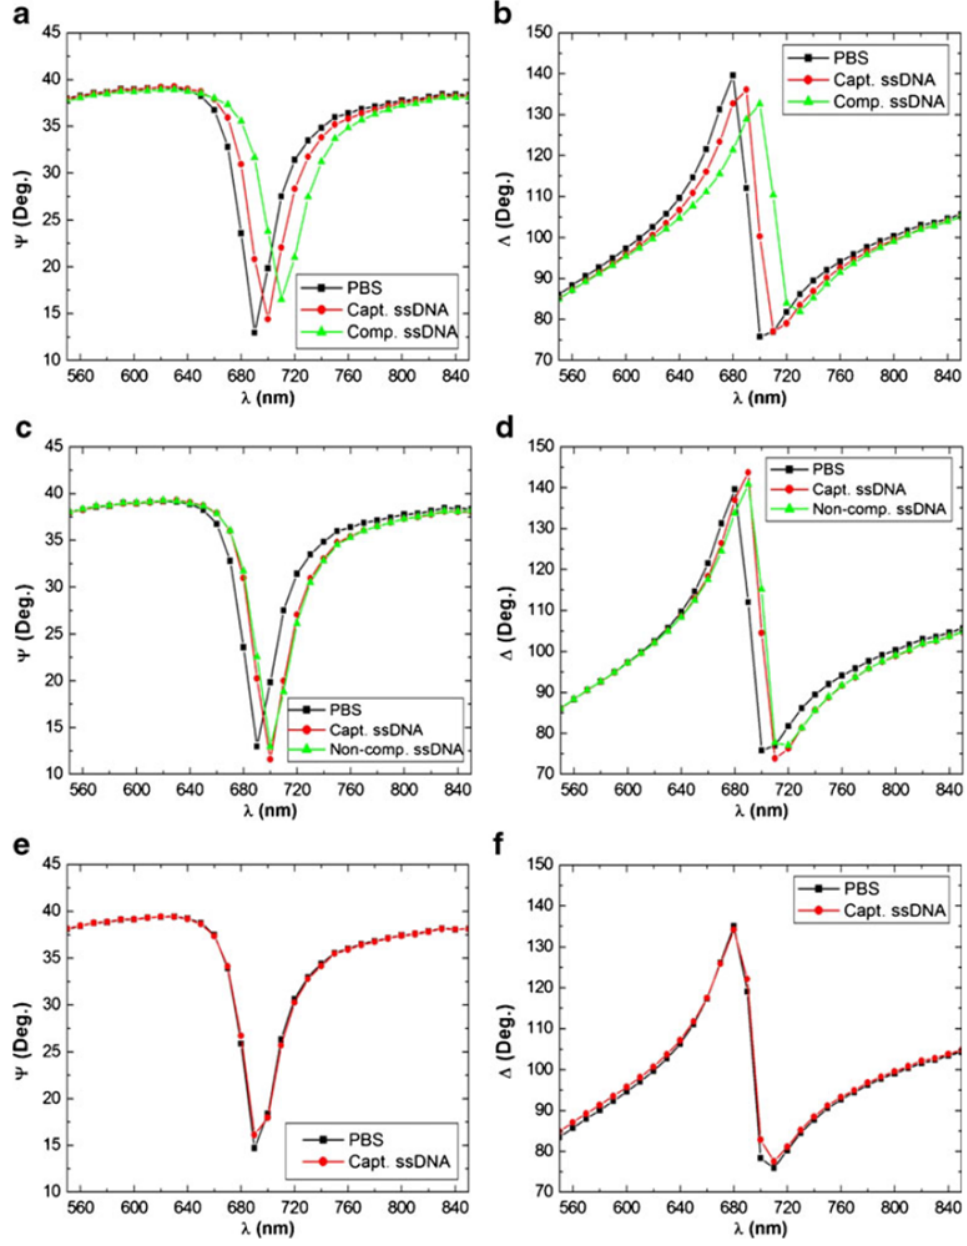 a
b
45
40
35
30
25
20
15
10
Ψ (Deg.)
PBS
Capt. ssDNA
Comp. ssDNA
560 600 640 680 720 760 800 840
λ (nm)
150
140
130
120
110
100
90
80
70
Δ (Deg.)
PBS
Capt. ssDNA
Comp. ssDNA
560 600 640 680 720 760 800 840
λ (nm)
c
d
45
40
35
30
25
20
15
10
Ψ (Deg.)
PBS
Capt. ssDNA
Non-comp. ssDNA
560 600 640 680 720 760 800 840
λ (nm)
150
140
130
120
110
100
90
80
70
Δ (Deg.)
PBS
Capt. ssDNA
Non-comp. ssDNA
560 600 640 680 720 760 800 840
λ (nm)
e
f
45
40
35
30
25
20
15
10
Ψ (Deg.)
PBS
Capt. ssDNA
560 600 640 680 720 760 800 840
λ (nm)
150
140
130
120
110
100
90
80
70
Δ (Deg.)
PBS
Capt. ssDNA
560 600 640 680 720 760 800 840
λ (nm)